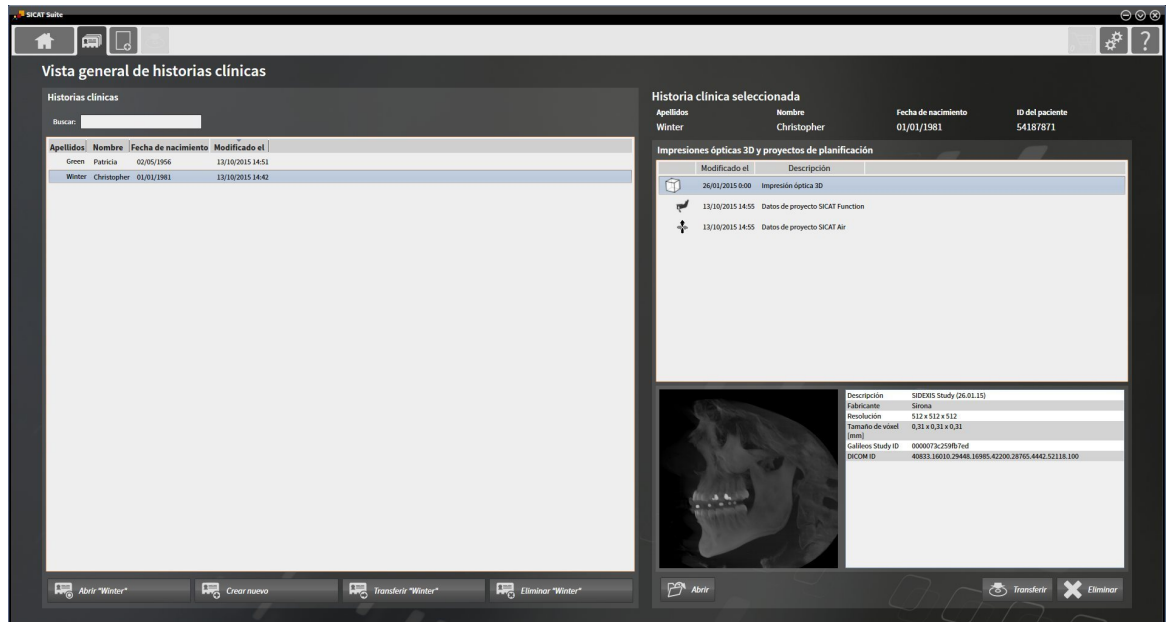 SICAT Suite
Vista general de historias clínicas
Historias clínicas
Buscar:
Apellidos Nombre Fecha de nacimiento Modificado el
Green Patricia 02/05/1956 13/10/2015 14:51
Winter Christopher 01/01/1981 13/10/2015 14:42
Abrir "Winter"
Crear nuevo
Transferir "Winter"
Eliminar "Winter"
Historia clínica seleccionada
Apellidos Nombre Fecha de nacimiento ID del paciente
Winter Christopher 01/01/1981 54187871
Impresiones ópticas 3D y proyectos de planificación
Modificado el Descripción
26/01/2015 0:00 Impresión óptica 3D
13/10/2015 14:55 Datos de proyecto SICAT Function
13/10/2015 14:55 Datos de proyecto SICAT Air
Descripción SIDEXIS Study (26.01.15)
Fabricante Sirona
Resolución 512 x 512 x 512
Tamaño de vóxel 0,31 x 0,31 x 0,31
[mm]
Galileos Study ID 0000073c259fb7ed
DICOM ID 40833.16010.29448.16985.42200.28765.4442.52118.100
Abrir
Transferir
Eliminar